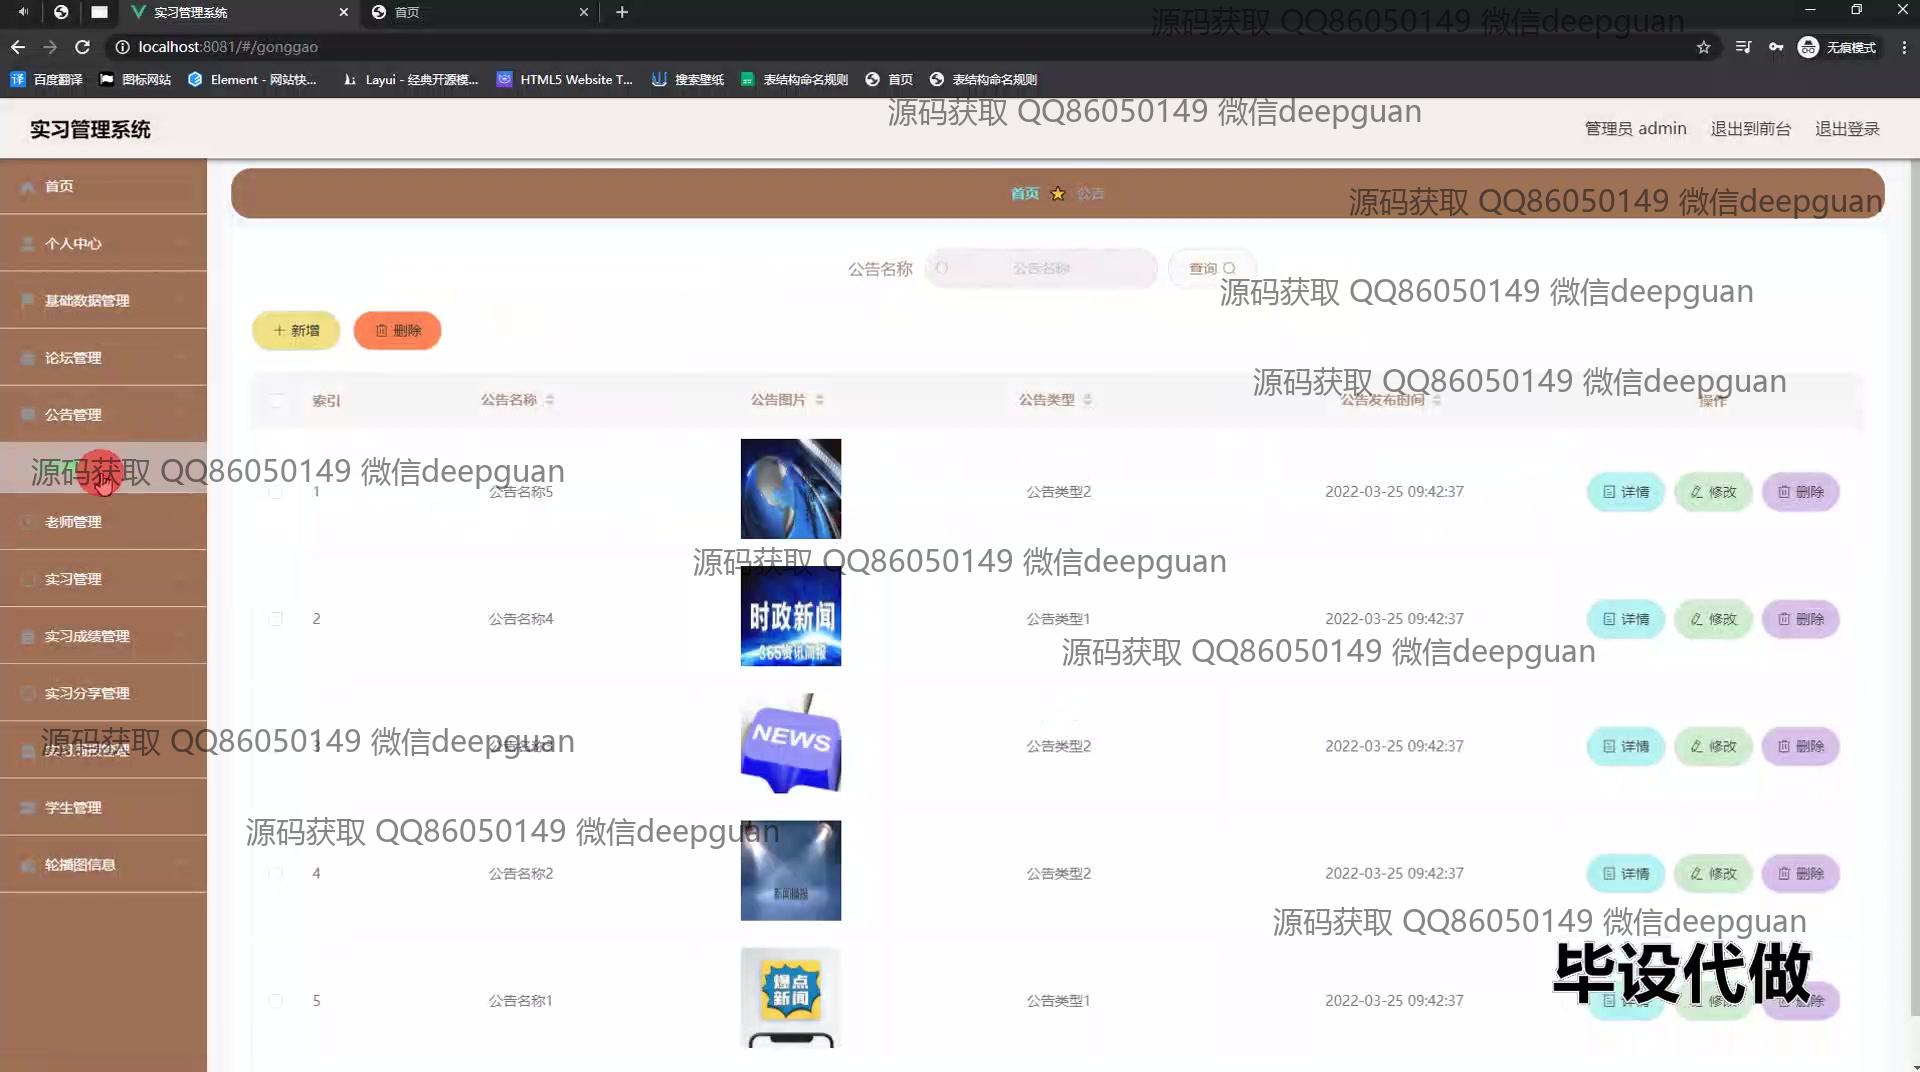 实习管理系统
首页
localhost:8081/#/gonggao
无痕模式
百度翻译
图标网站
Element - 网站快...
Layui - 经典开源模...
HTML5 Website T...
搜索壁纸
表结构命名规则
首页
表结构命名规则
源码获取 QQ86050149 微信deepguan
源码获取 QQ86050149 微信deepguan
实习管理系统
管理员 admin
退出到前台
退出登录
首页
个人中心
基础数据管理
论坛管理
公告管理
老师管理
实习管理
实习成绩管理
实习分享管理
学生管理
轮播图信息
首页 公告
源码获取 QQ86050149 微信deepguan
公告名称
公告名称
查询
源码获取 QQ86050149 微信deepguan
新增
删除
源码获取 QQ86050149 微信deepguan
索引 公告名称 公告图片 公告类型 公告发布时间 操作
源码获取 QQ86050149 微信deepguan
1 公告名称5 公告类型2 2022-03-25 09:42:37 详情 修改 删除
源码获取 QQ86050149 微信deepguan
2 公告名称4 公告类型1 2022-03-25 09:42:37 详情 修改 删除
时政新闻
365资讯简报
源码获取 QQ86050149 微信deepguan
源码获取 QQ86050149 微信deepguan
3 公告类型2 2022-03-25 09:42:37 详情 修改 删除
NEWS
源码获取 QQ86050149 微信deepguan
4 公告名称2 公告类型2 2022-03-25 09:42:37 详情 修改 删除
源码获取 QQ86050149 微信deepguan
毕设代做
5 公告名称1 公告类型1 2022-03-25 09:42:37 详情 修改 删除
爆点
新闻